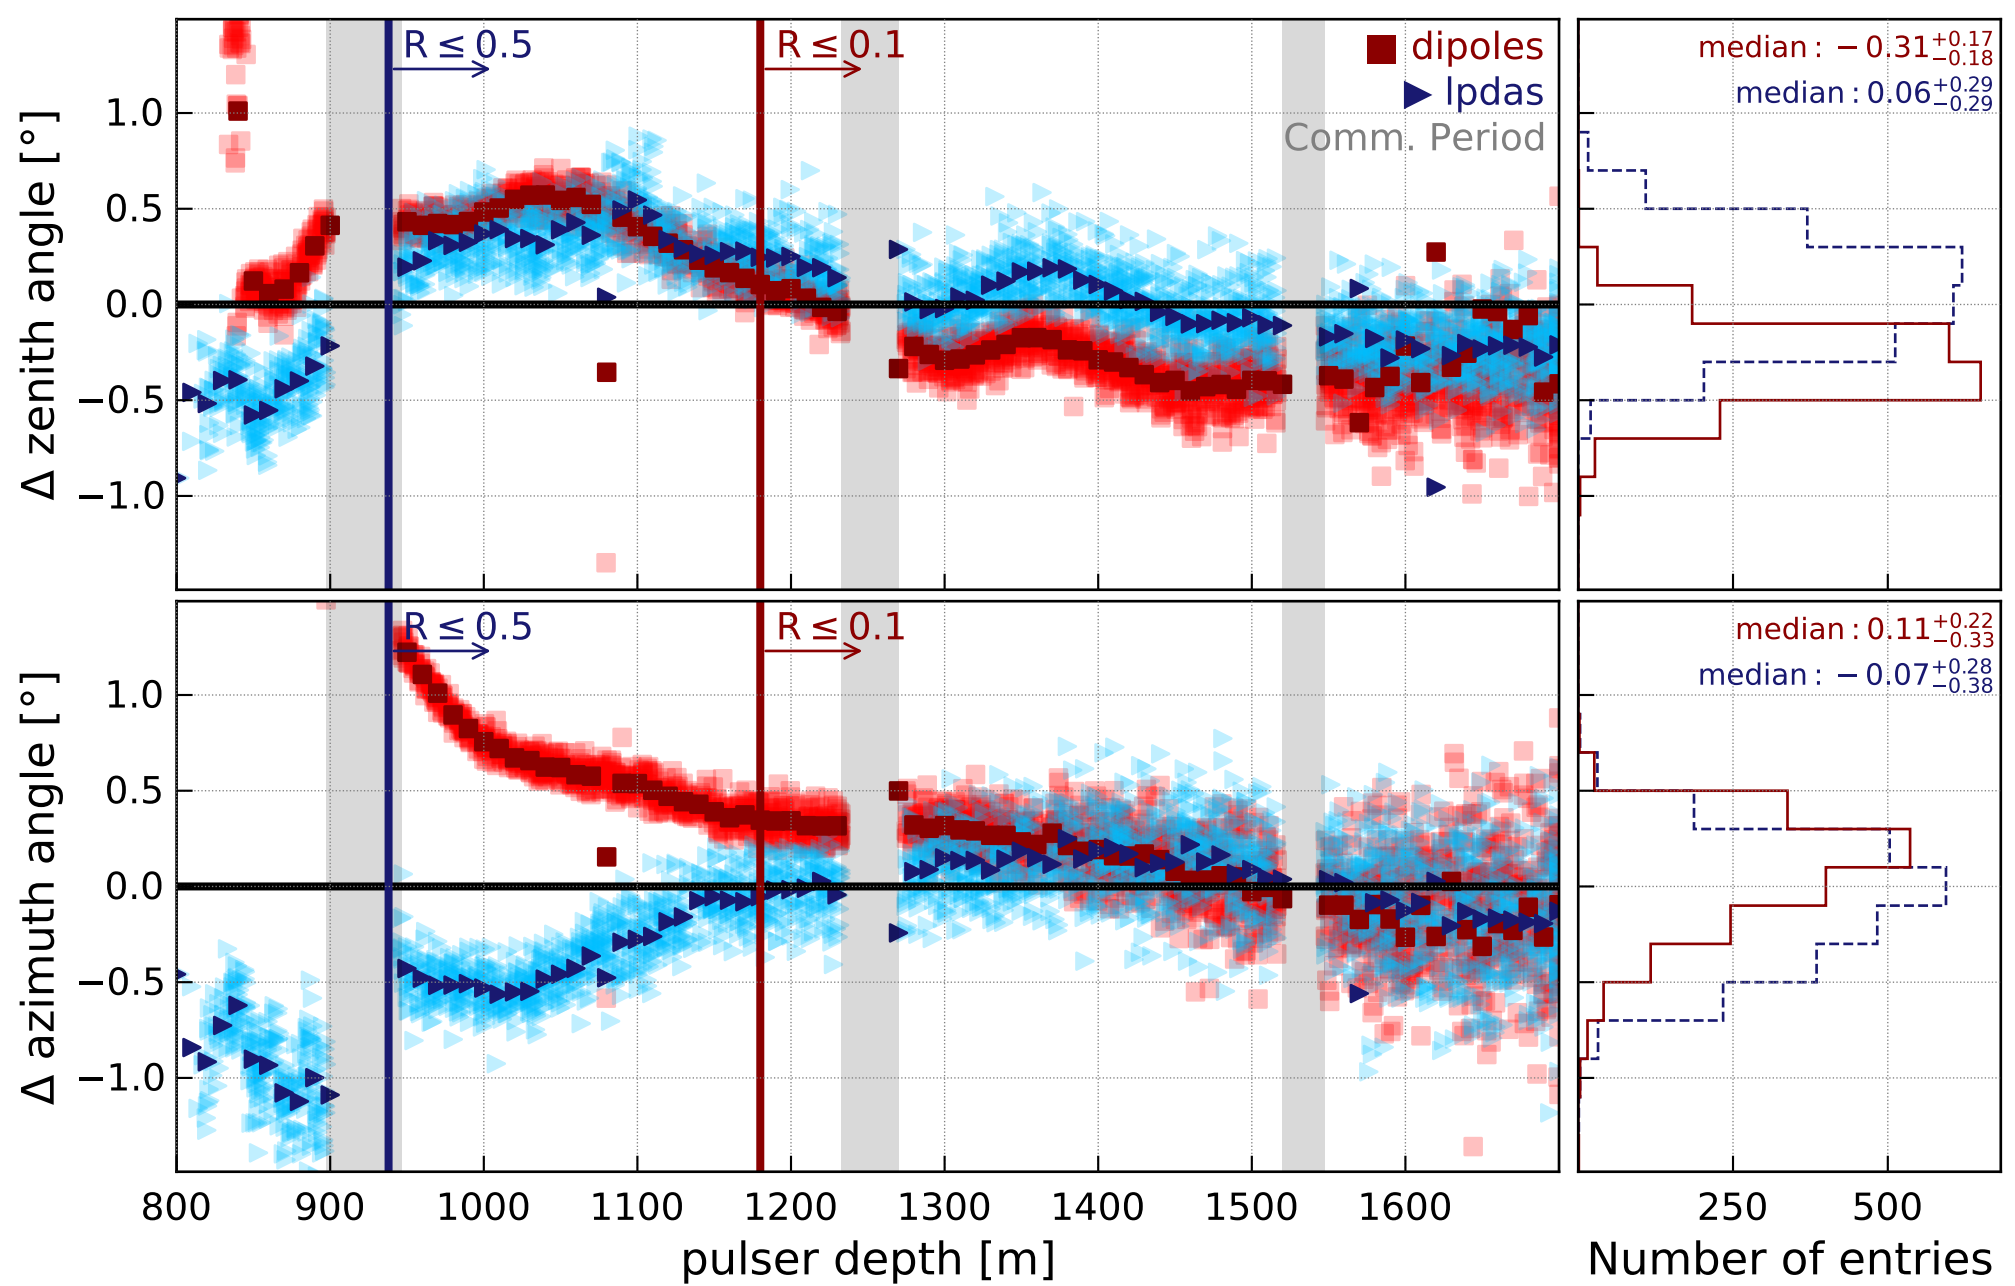 R ≤ 0.5
R ≤ 0.1
dipoles
lpdas
Comm. Period
1.0
0.5
0.0
−0.5
−1.0
Δ zenith angle [°]
median : −0.31 +0.17 −0.18
median : 0.06 +0.29 −0.29
R ≤ 0.5
R ≤ 0.1
1.0
0.5
0.0
−0.5
−1.0
Δ azimuth angle [°]
median : 0.11 +0.22 −0.33
median : −0.07 +0.28 −0.38
800 900 1000 1100 1200 1300 1400 1500 1600
pulser depth [m]
250 500
Number of entries